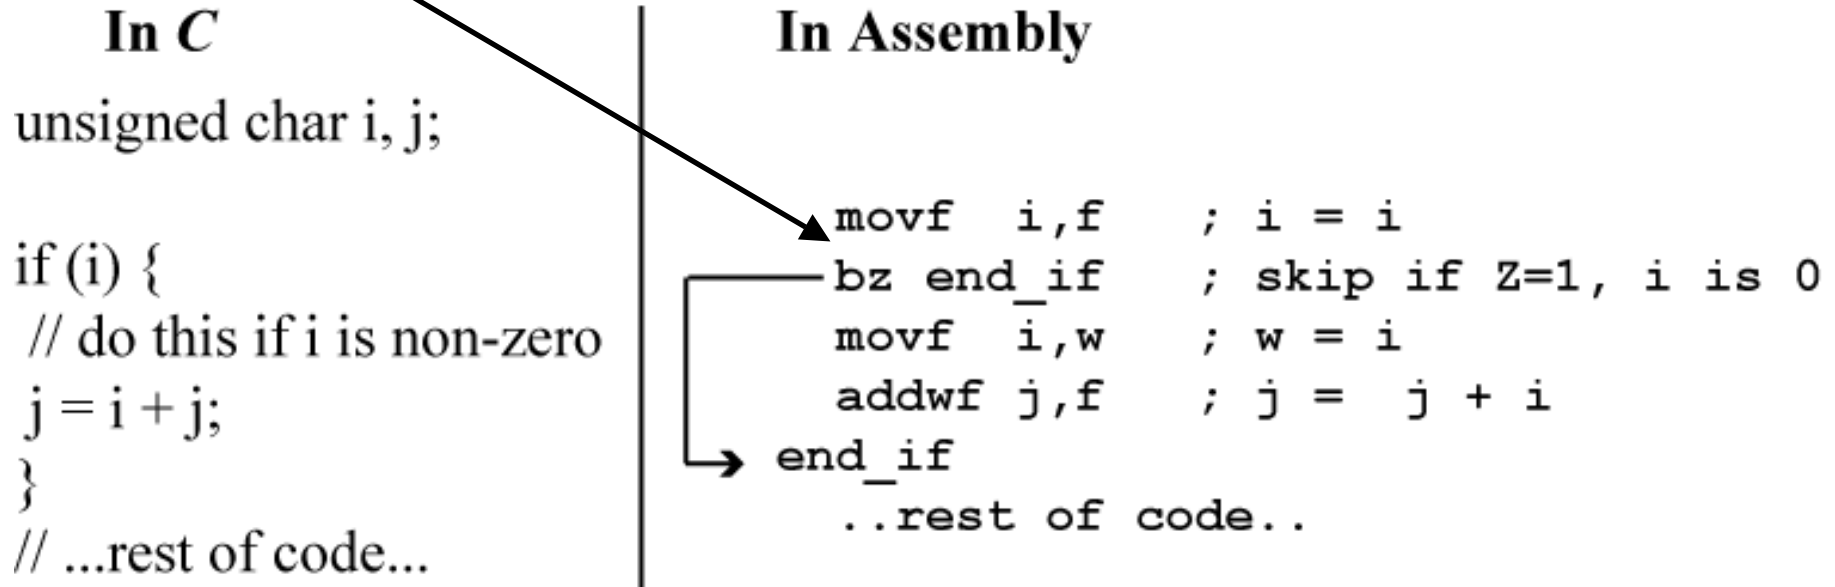 In C
unsigned char i, j;
if (i) {
// do this if i is non-zero
j = i + j;
}
// ...rest of code...
In Assembly
movf i,f ; i = i
bz end_if ; skip if Z=1, i is 0
movf i,w ; w = i
addwf j,f ; j = j + i
end_if
..rest of code..